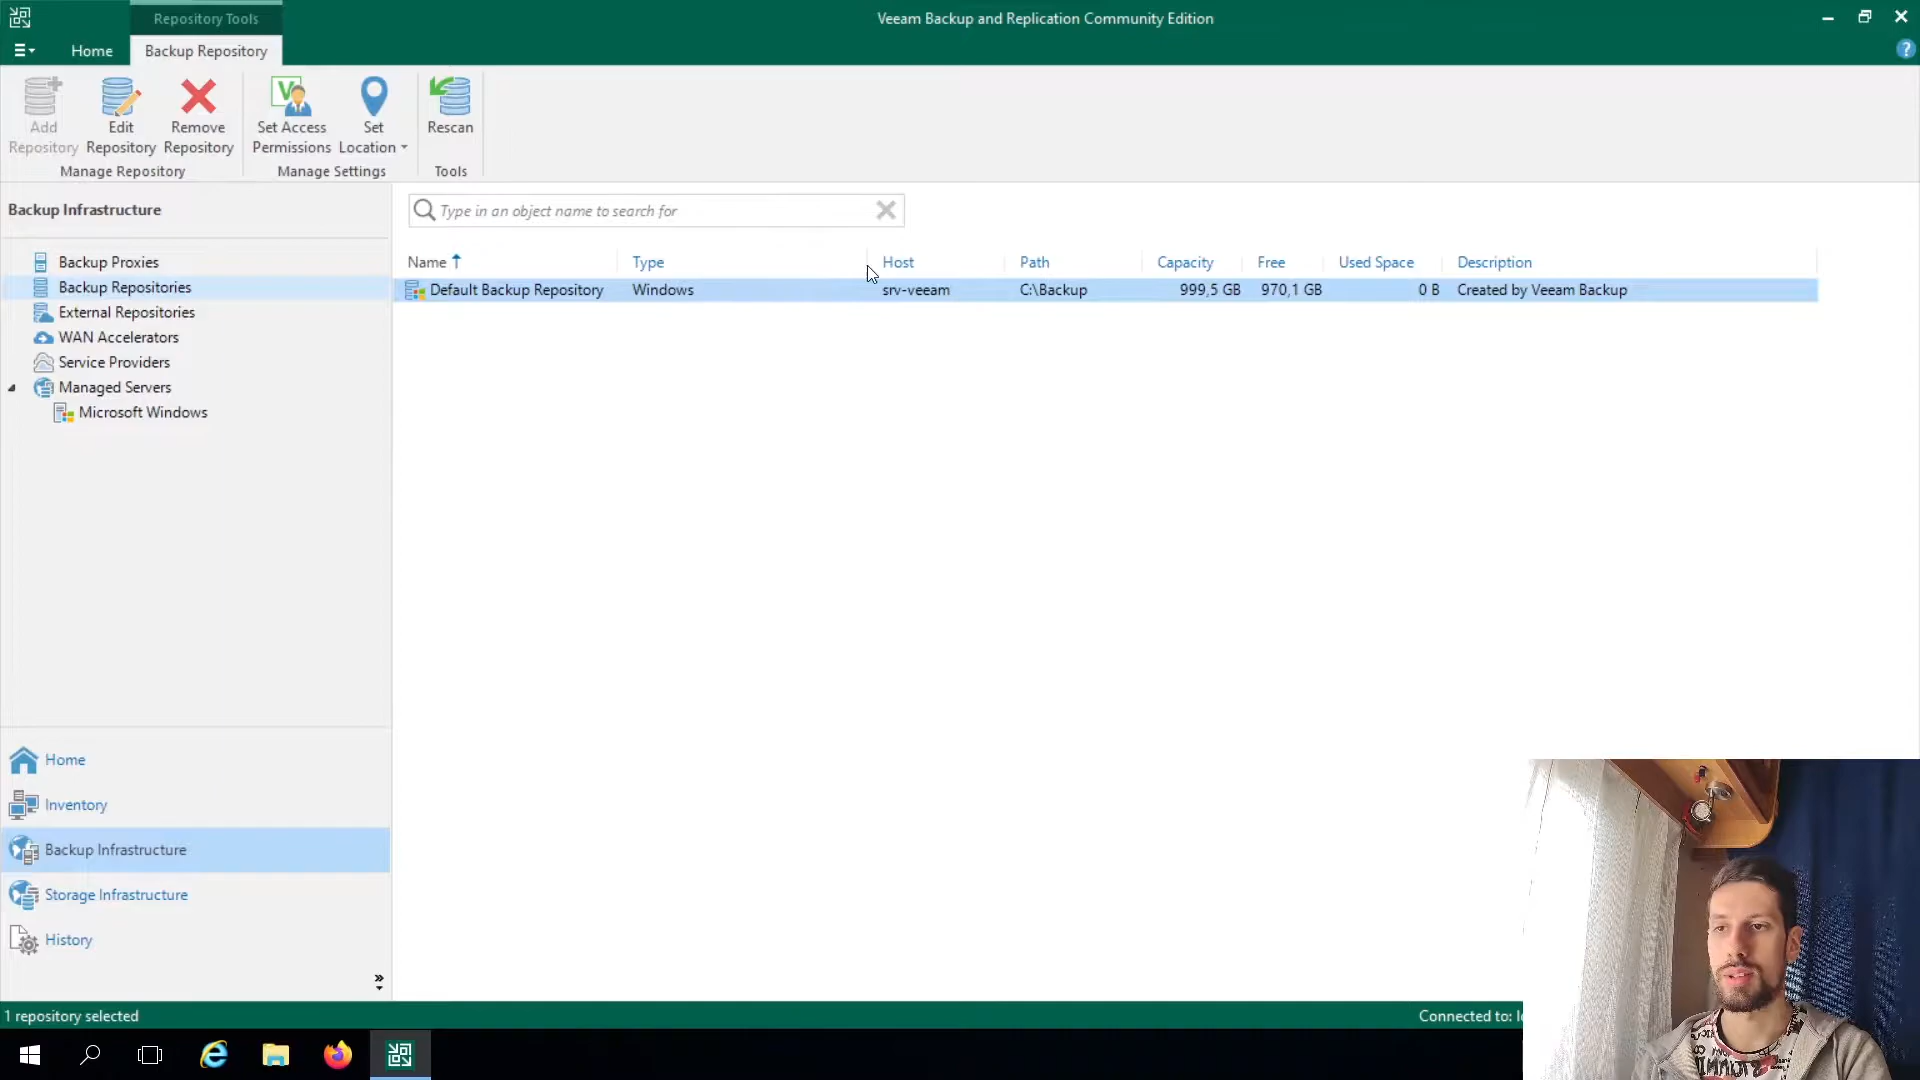 Repository Tools
Veeam Backup and Replication Community Edition
Home
Backup Repository
Add Repository
Edit Repository
Remove Repository
Set Access Permissions
Set Location
Rescan
Manage Repository
Manage Settings
Tools
Backup Infrastructure
Type in an object name to search for
Backup Proxies
Backup Repositories
External Repositories
WAN Accelerators
Service Providers
Managed Servers
Microsoft Windows
Name Type Host Path Capacity Free Used Space Description
Default Backup Repository Windows srv-veeam C:\Backup 999,5 GB 970,1 GB 0 B Created by Veeam Backup
Home
Inventory
Backup Infrastructure
Storage Infrastructure
History
1 repository selected
Connected to: